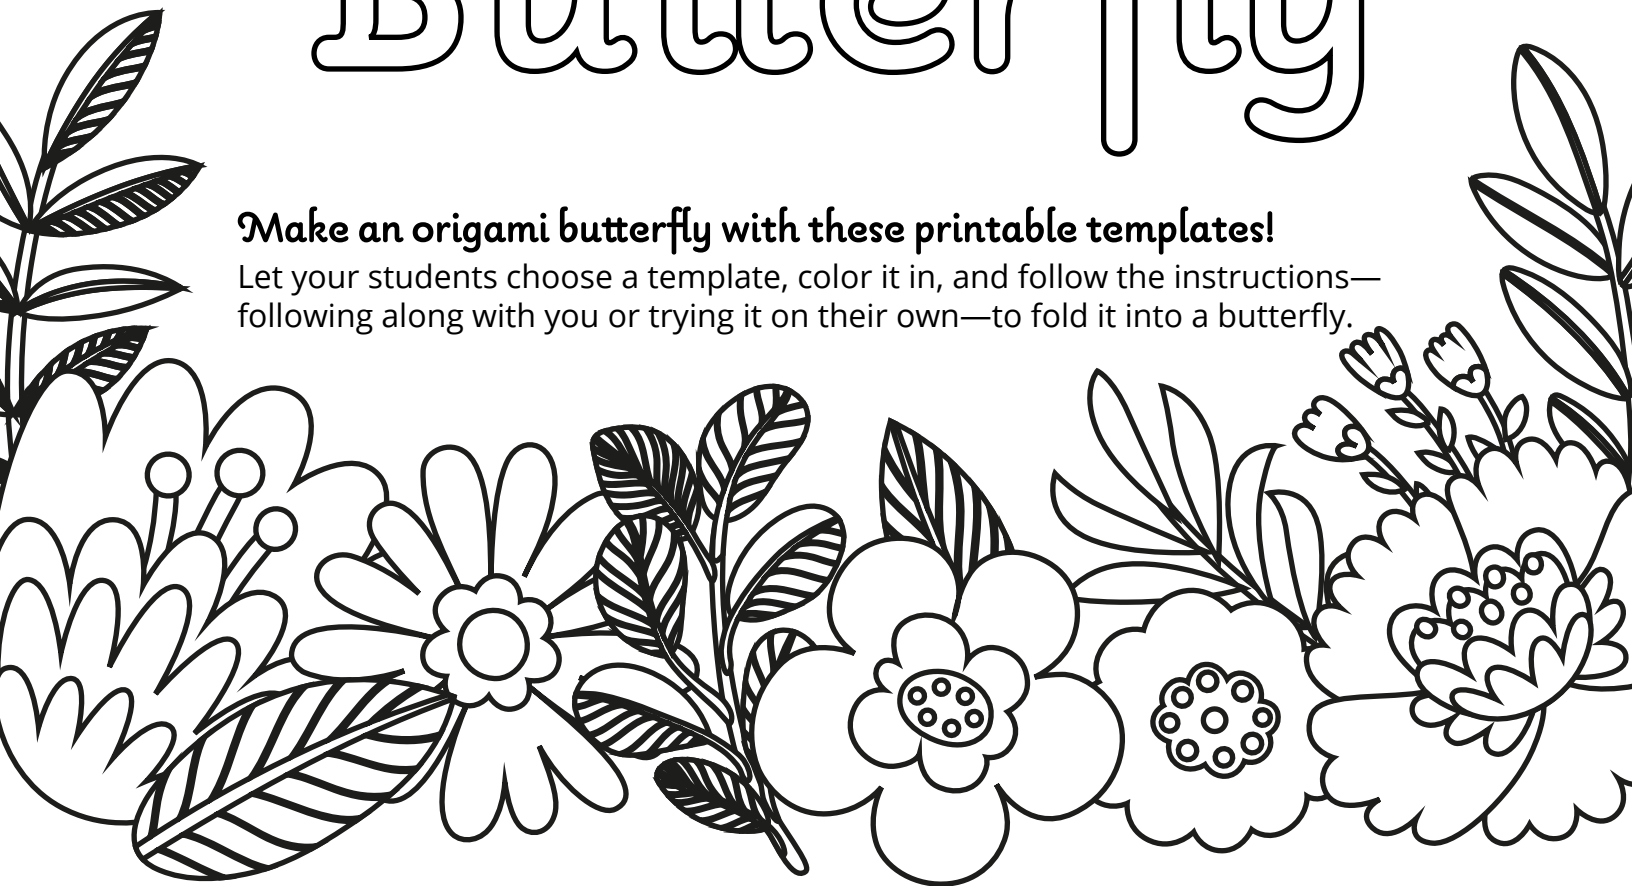 Butterfly
Make an origami butterfly with these printable templates!
Let your students choose a template, color it in, and follow the instructions—
following along with you or trying it on their own—to fold it into a butterfly.